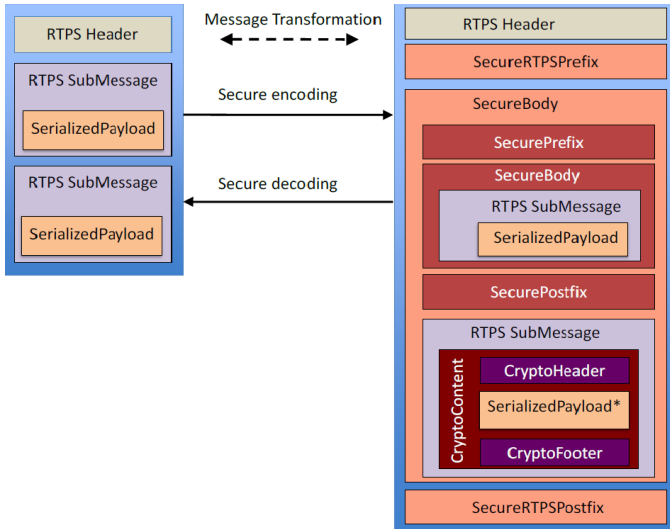 RTPS Header
RTPS SubMessage
SerializedPayload
RTPS SubMessage
SerializedPayload
Message Transformation
Secure encoding
Secure decoding
RTPS Header
SecureRTPSPrefix
SecureBody
SecurePrefix
SecureBody
RTPS SubMessage
SerializedPayload
SecurePostfix
RTPS SubMessage
CryptoContent
CryptoHeader
SerializedPayload*
CryptoFooter
SecureRTPSPostfix